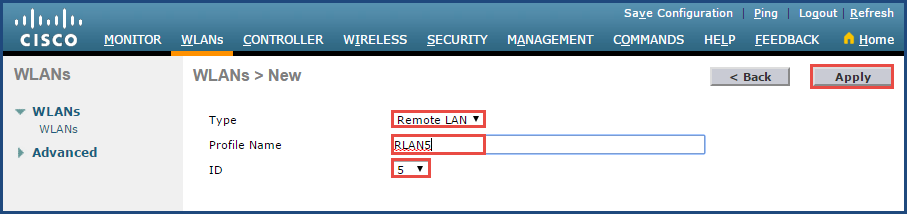 Save Configuration | Ping | Logout | Refresh
CISCO MONITOR WLANs CONTROLLER WIRELESS SECURITY MANAGEMENT COMMANDS HELP FEEDBACK Home
WLANs WLANs > New < Back Apply
WLANs
WLANs
Advanced
Type Remote LAN
Profile Name RLAN5
ID 5